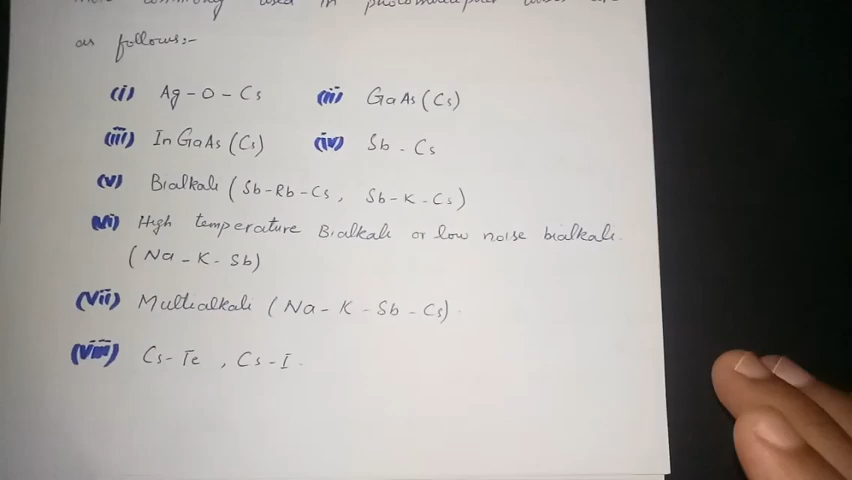 used in
as follows:-
(i) Ag - O - Cs (ii) GaAs (Cs)
(iii) InGaAs (Cs) (iv) Sb - Cs
(v) Bialkali (Sb-Rb-Cs, Sb-K-Cs)
(vi) High temperature Bialkali or low noise bialkali.
(Na - K - Sb)
(vii) Multialkali (Na - K - Sb - Cs).
(viii) Cs - Te , Cs - I .